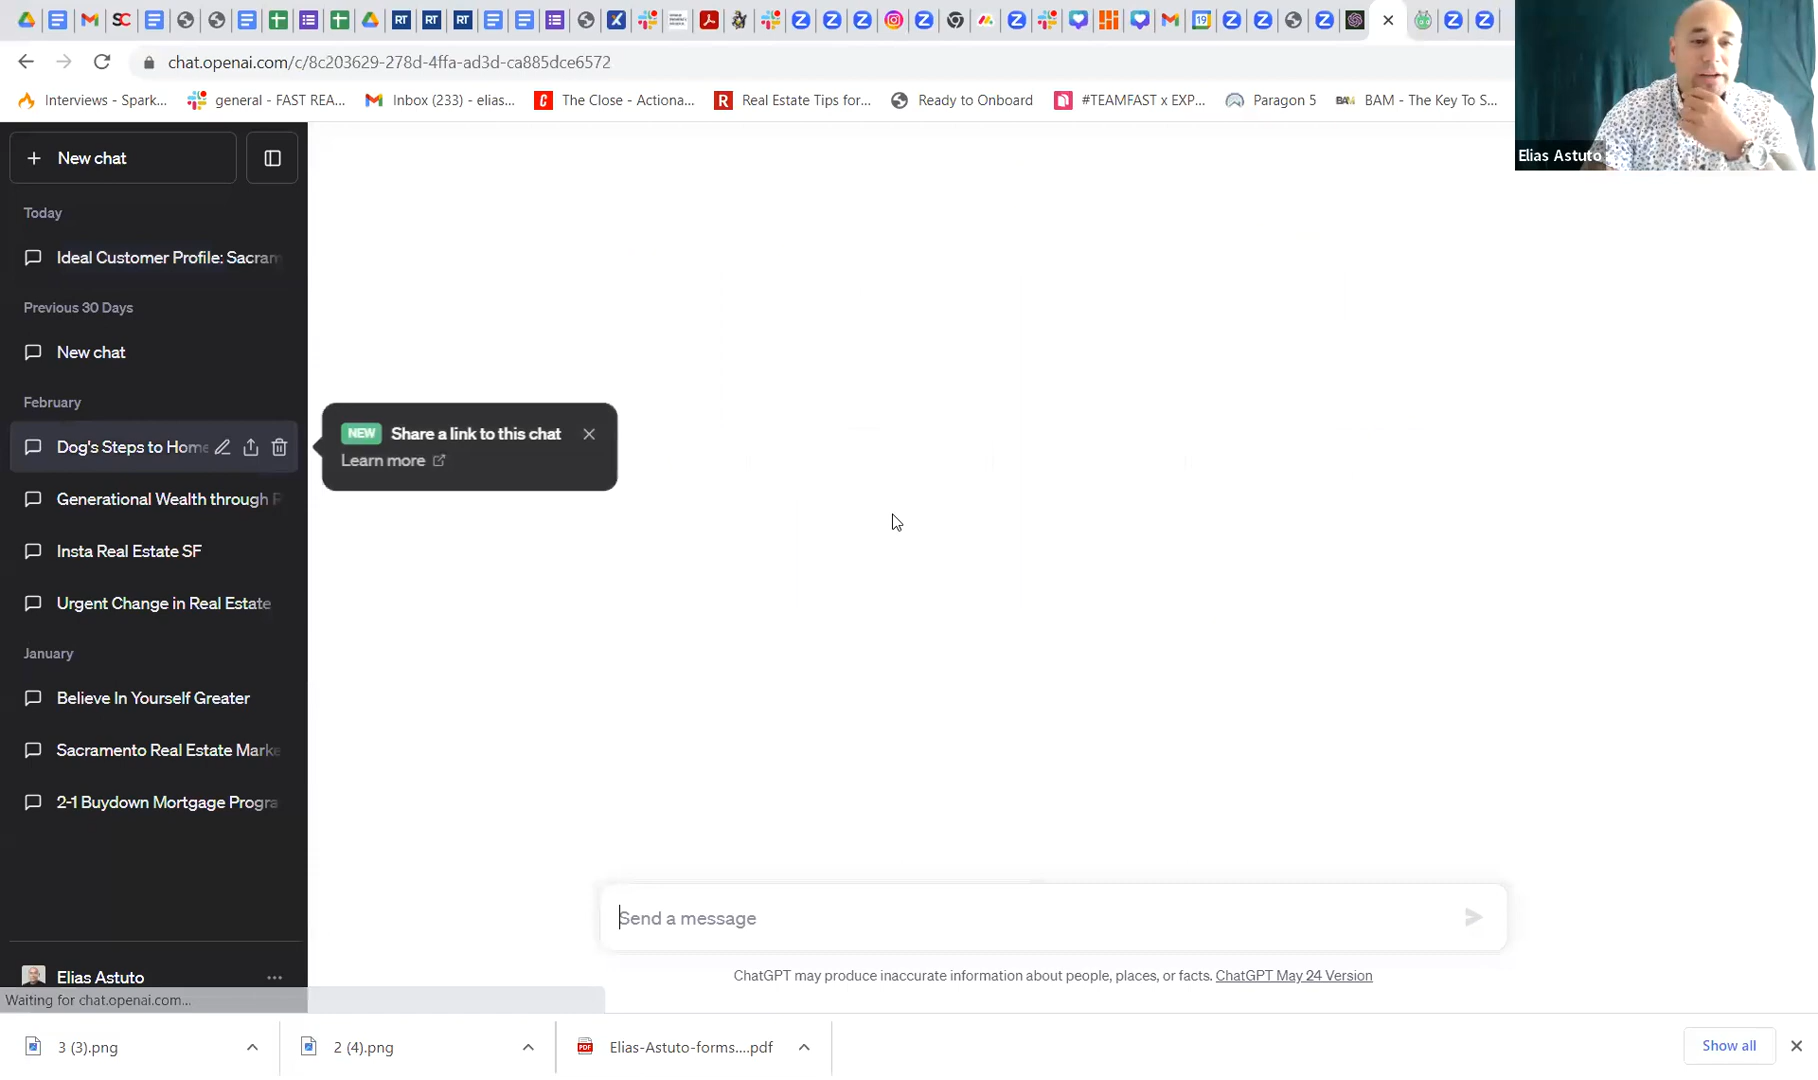 chat.openai.com/c/8c203629-278d-4ffa-ad3d-ca885dce6572
Interviews - Spark... general - FAST REA... Inbox (233) - elias... The Close - Actiona... Real Estate Tips for... Ready to Onboard #TEAMFAST x EXP... Paragon 5 BAM - The Key To S...
Elias Astuto
+ New chat
Today
Ideal Customer Profile: Sacram
Previous 30 Days
New chat
February
Dog's Steps to Home
NEW Share a link to this chat
Learn more
Generational Wealth through
Insta Real Estate SF
Urgent Change in Real Estate
January
Believe In Yourself Greater
Sacramento Real Estate Marke
2-1 Buydown Mortgage Progra
Send a message
ChatGPT may produce inaccurate information about people, places, or facts. ChatGPT May 24 Version
Elias Astuto ...
Waiting for chat.openai.com...
3 (3).png 2 (4).png Elias-Astuto-forms....pdf Show all